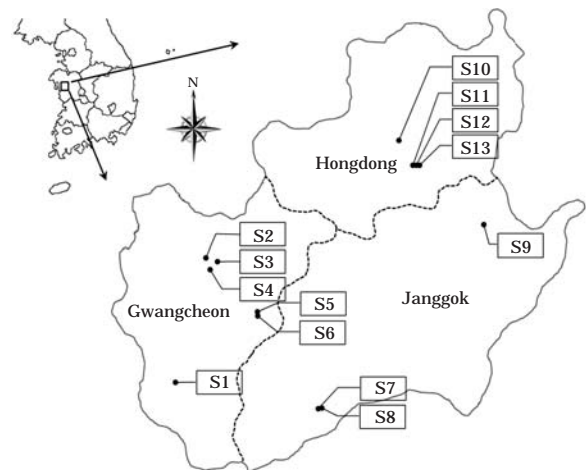 N
S10
S11
S12
S13
Hongdong
S2
S3
S4
S9
Gwangcheon
Janggok
S5
S6
S1
S7
S8